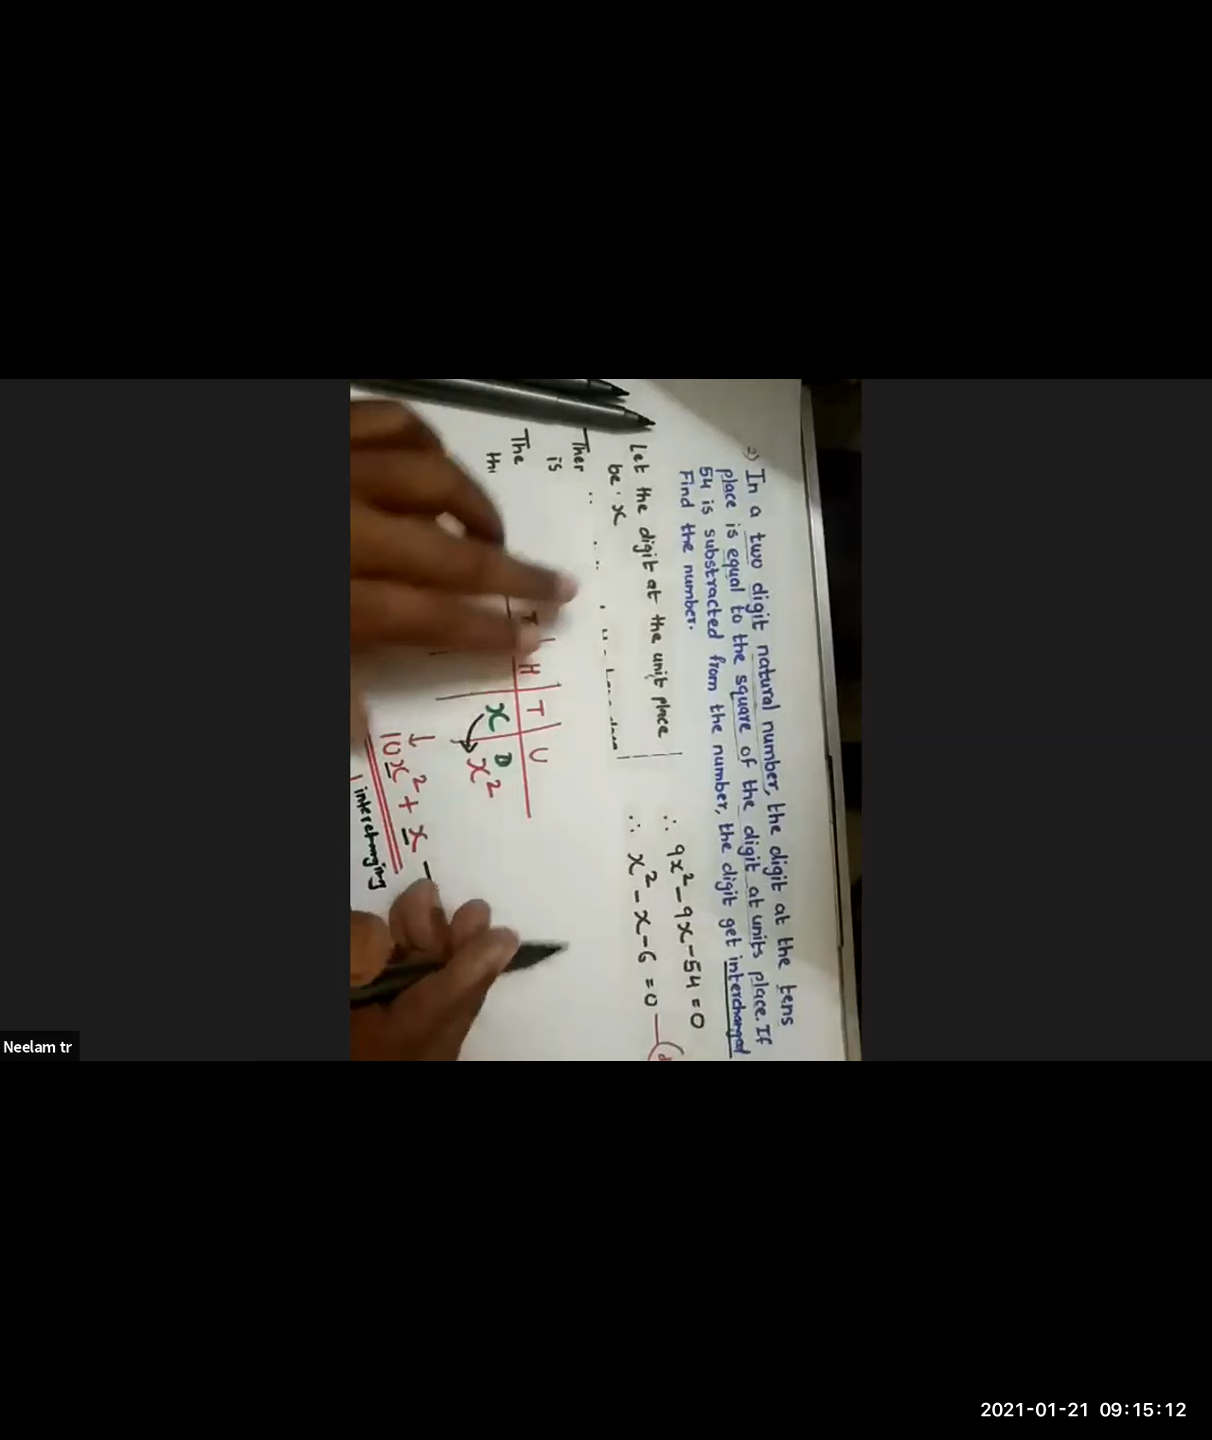 2) In a two digit natural number, the digit at the tens
place is equal to the square of the digit at units place. If
54 is substracted from the number, the digit get interchanged
Find the number.
Let the digit at the unit place
be x
Ther
is
The
∴ 9x² - 9x - 54 = 0
∴ x² - x - 6 = 0
H T U
x D x²
↓
10x² + x -
interchanging
Neelam tr
2021-01-21 09:15:12